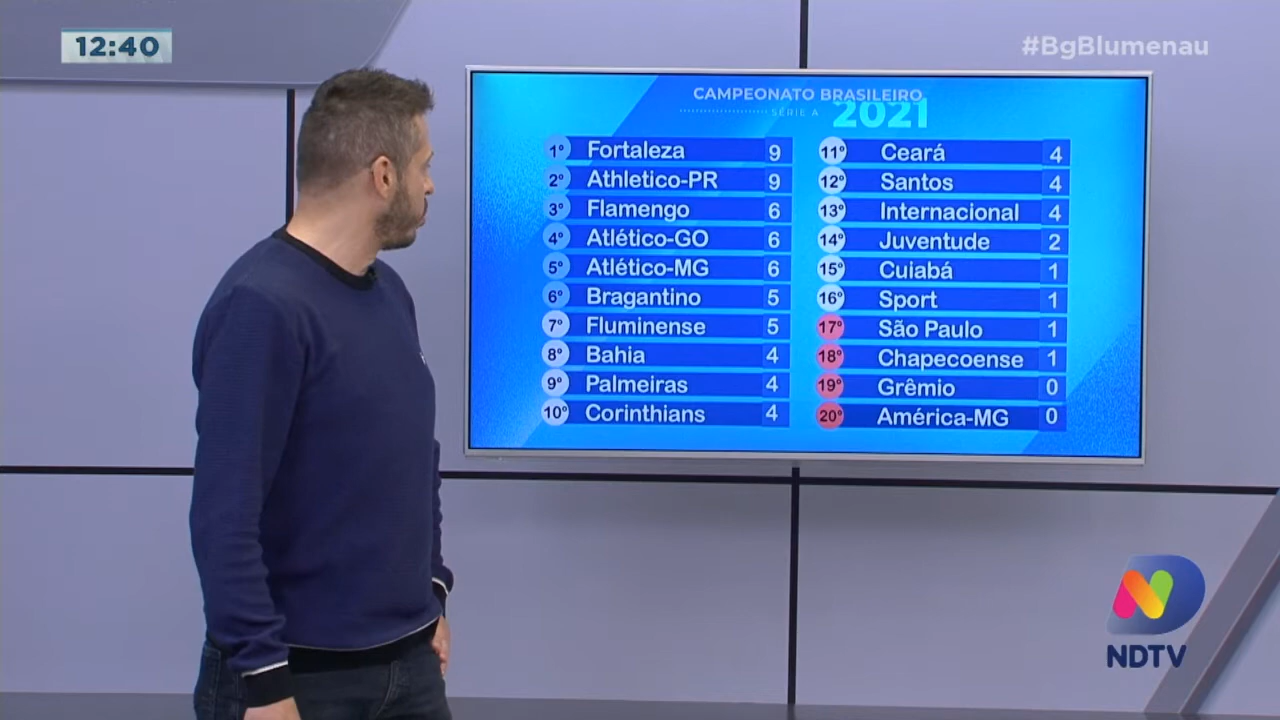 12:40
#BgBlumenau
CAMPEONATO BRASILEIRO
SÉRIE A 2021
1º Fortaleza 9
2º Athletico-PR 9
3º Flamengo 6
4º Atlético-GO 6
5º Atlético-MG 6
6º Bragantino 5
7º Fluminense 5
8º Bahia 4
9º Palmeiras 4
10º Corinthians 4
11º Ceará 4
12º Santos 4
13º Internacional 4
14º Juventude 2
15º Cuiabá 1
16º Sport 1
17º São Paulo 1
18º Chapecoense 1
19º Grêmio 0
20º América-MG 0
NDTV